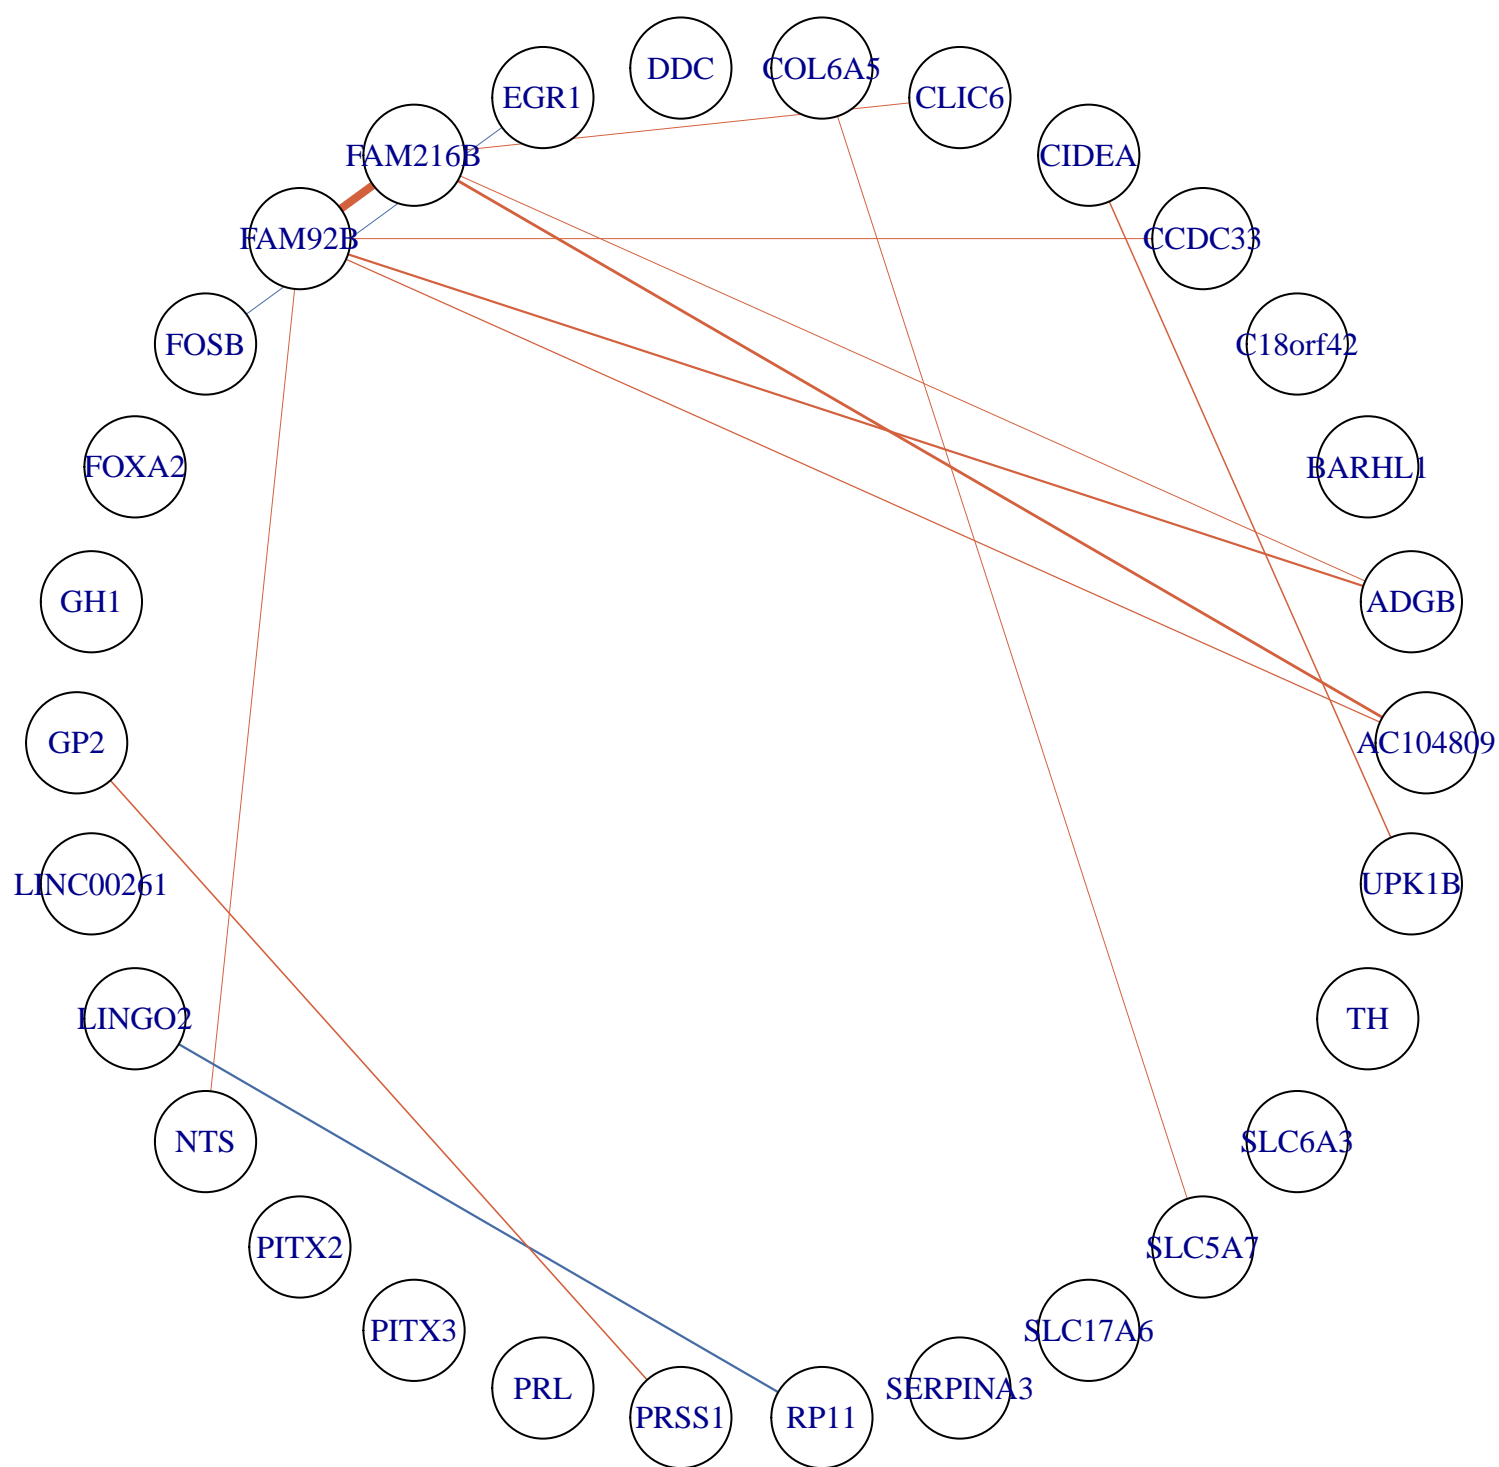 DDC
COL6A5
EGR1
CLIC6
FAM216B
CIDEA
FAM92B
CCDC33
FOSB
C18orf42
FOXA2
BARHL1
GH1
ADGB
GP2
AC104809
LINC00261
UPK1B
LINGO2
TH
NTS
SLC6A3
PITX2
SLC5A7
PITX3
SLC17A6
PRL
SERPINA3
PRSS1
RP11